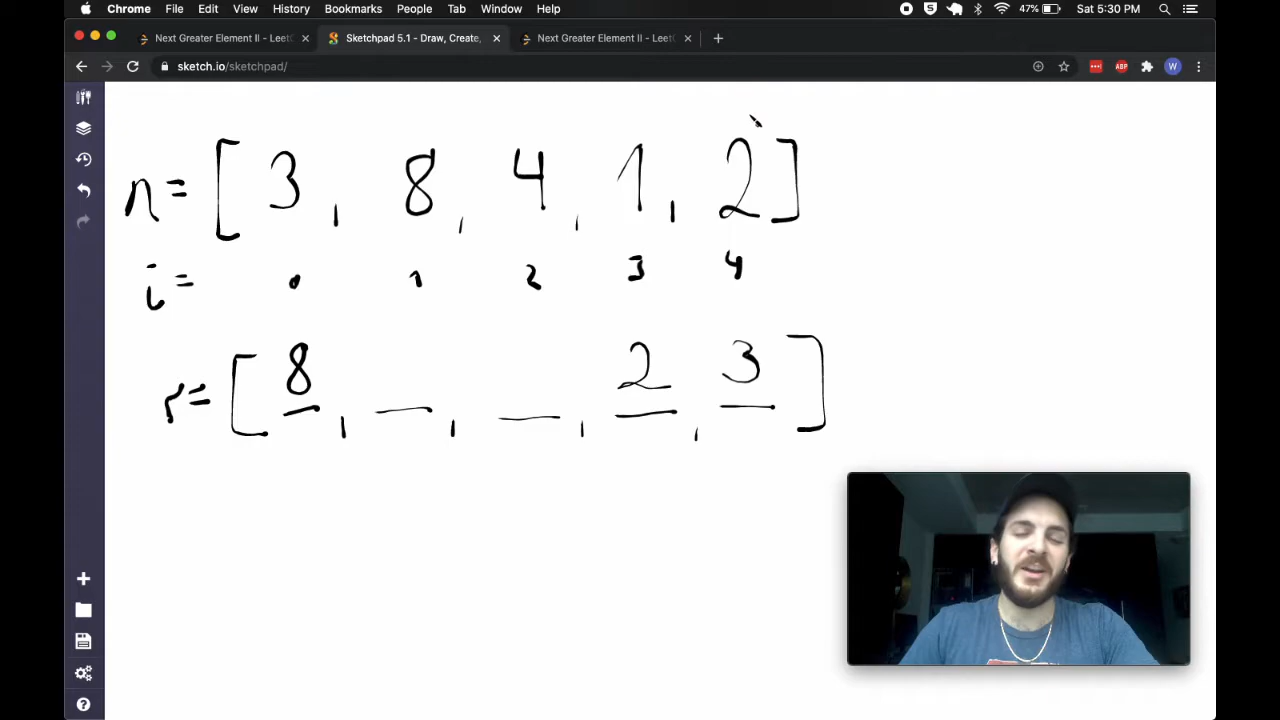 Chrome File Edit View History Bookmarks People Tab Window Help 47% Sat 5:30 PM
Next Greater Element II - Leet Sketchpad 5.1 - Draw, Create, Next Greater Element II - Leet
sketch.io/sketchpad/ ABP W
n = [ 3 , 8 , 4 , 1 , 2 ]
i = 0 1 2 3 4
r = [ 8 , _ , _ , 2 , 3 ]